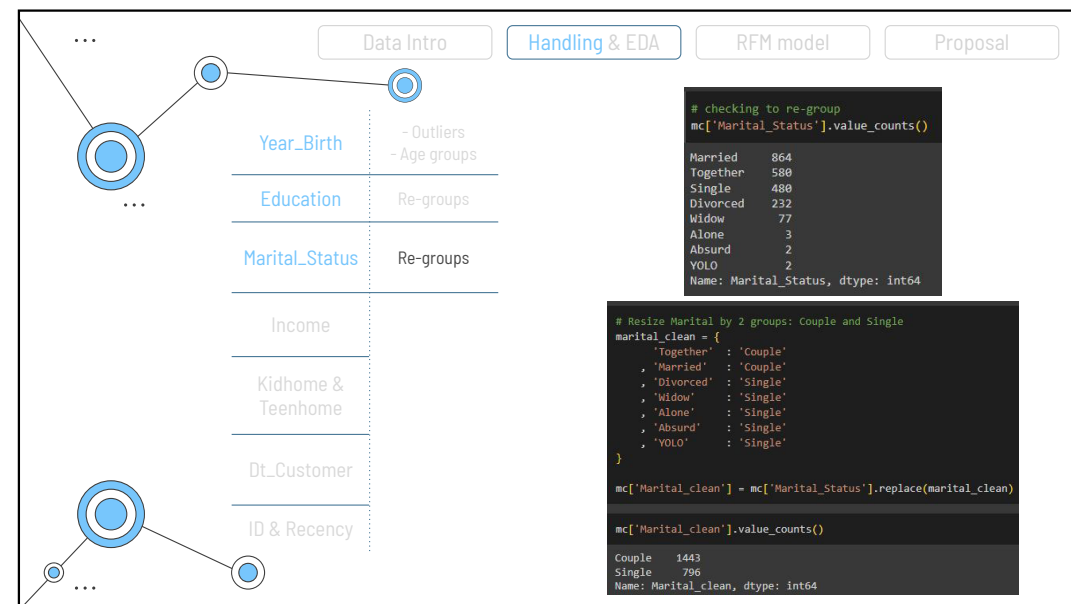 ...
Data Intro
Handling & EDA
RFM model
Proposal
Year_Birth
- Outliers
- Age groups
Education
Re-groups
Marital_Status
Re-groups
Income
Kidhome &
Teenhome
Dt_Customer
ID & Recency
...
...
# checking to re-group
mc['Marital_Status'].value_counts()
Married 864
Together 580
Single 480
Divorced 232
Widow 77
Alone 3
Absurd 2
YOLO 2
Name: Marital_Status, dtype: int64
# Resize Marital by 2 groups: Couple and Single
marital_clean = {
'Together' : 'Couple'
, 'Married' : 'Couple'
, 'Divorced' : 'Single'
, 'Widow' : 'Single'
, 'Alone' : 'Single'
, 'Absurd' : 'Single'
, 'YOLO' : 'Single'
}
mc['Marital_clean'] = mc['Marital_Status'].replace(marital_clean)
mc['Marital_clean'].value_counts()
Couple 1443
Single 796
Name: Marital_clean, dtype: int64